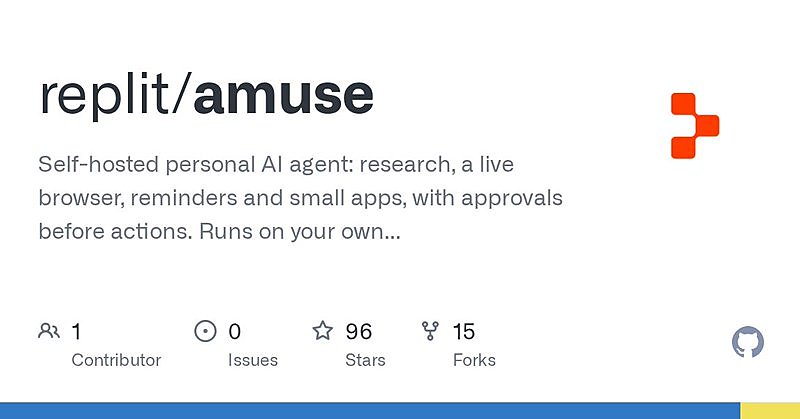 replit/amuse
Self-hosted personal AI agent: research, a live
browser, reminders and small apps, with approvals
before actions. Runs on your own...
1
Contributor
0
Issues
96
Stars
15
Forks